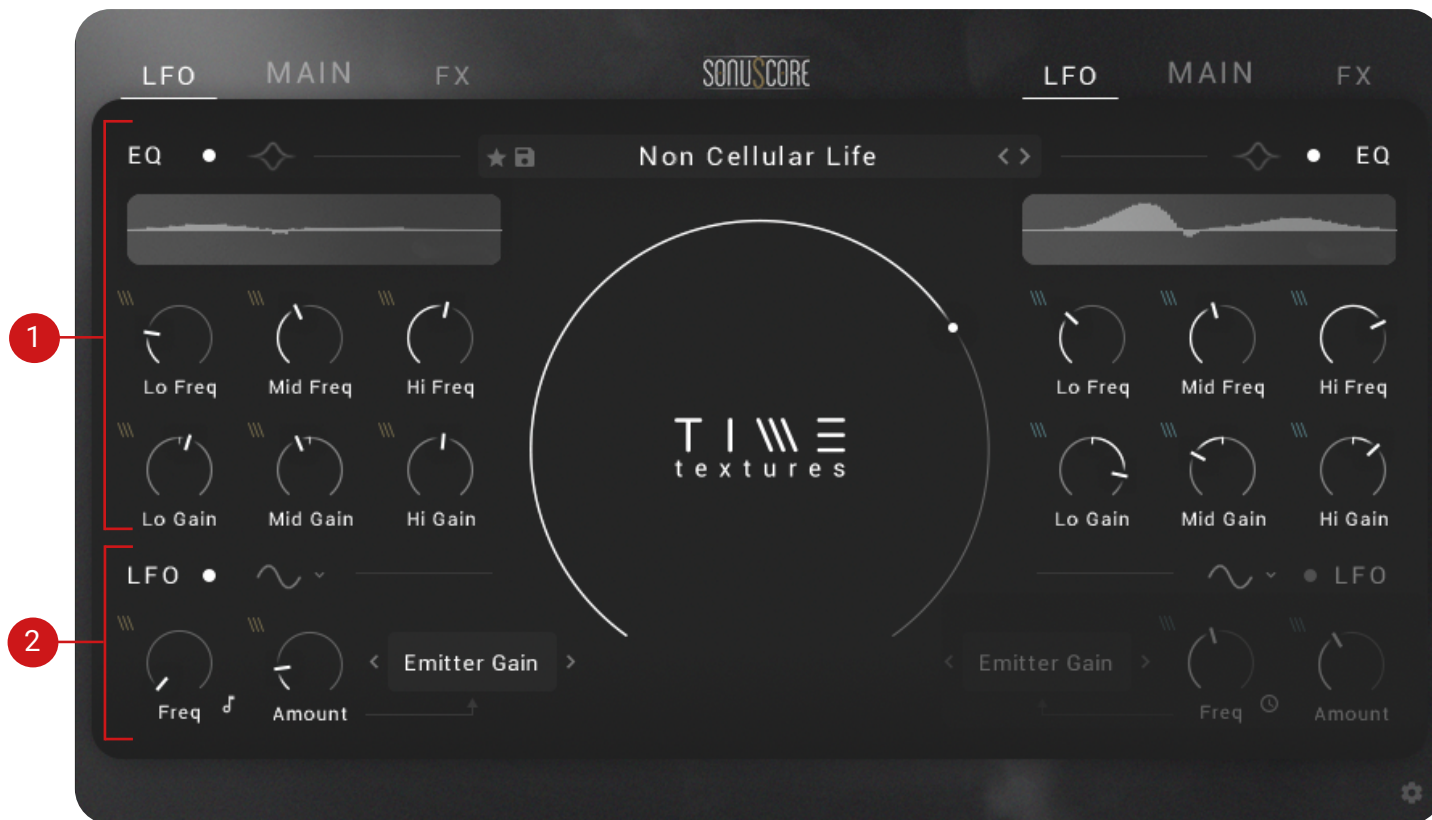 LFO MAIN FX SONUSCORE LFO MAIN FX
EQ Non Cellular Life EQ
1
Lo Freq Mid Freq Hi Freq Lo Freq Mid Freq Hi Freq
TIME
textures
Lo Gain Mid Gain Hi Gain Lo Gain Mid Gain Hi Gain
LFO LFO
2
Emitter Gain Emitter Gain
Freq Amount Freq Amount